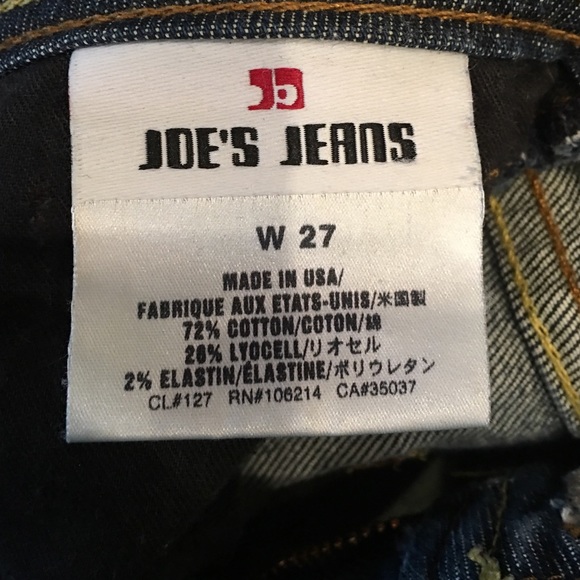 JOE'S JEANS
W 27
MADE IN USA/
FABRIQUE AUX ETATS-UNIS/米国製
72% COTTON/COTON/綿
26% LYOCELL/リオセル
2% ELASTIN/ÉLASTINE/ポリウレタン
CL#127 RN#106214 CA#35037